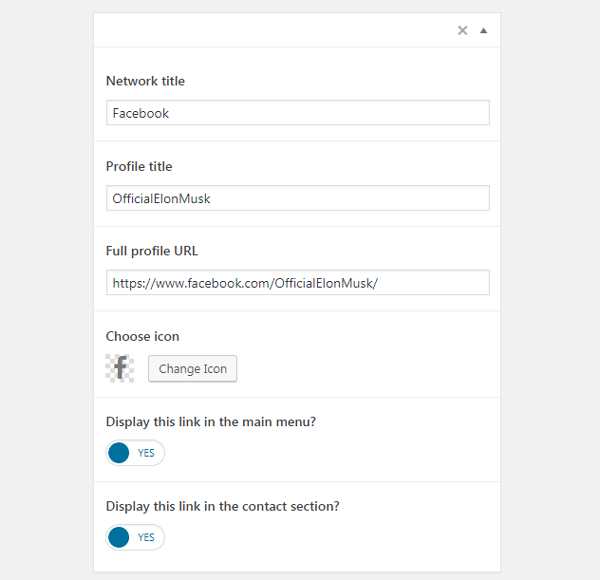 Network title
Facebook
Profile title
OfficialElonMusk
Full profile URL
https://www.facebook.com/OfficialElonMusk/
Choose icon
f Change Icon
Display this link in the main menu?
YES
Display this link in the contact section?
YES